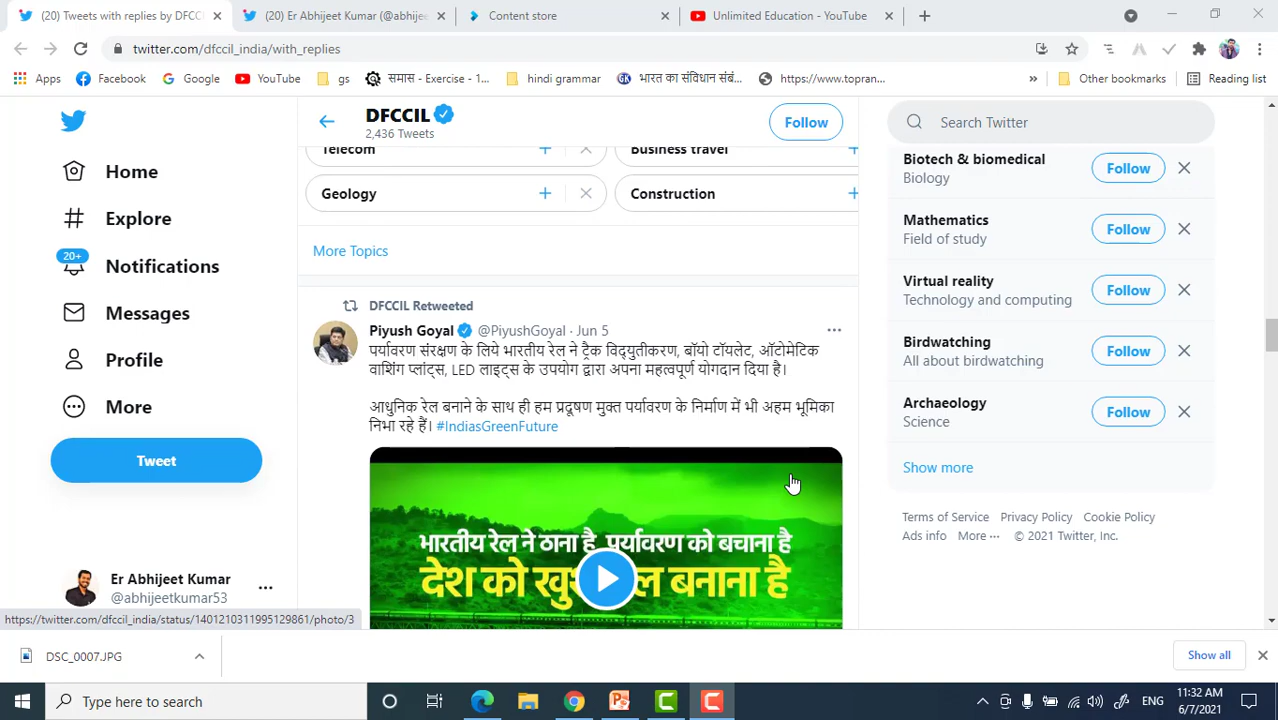 (20) Tweets with replies by DFCC
(20) Er Abhijeet Kumar (@abhije
Content store
Unlimited Education - YouTube
twitter.com/dfccil_india/with_replies
Apps
Facebook
Google
YouTube
gs
समास - Exercise - 1...
hindi grammar
GK
भारत का संविधान संबं...
https://www.topran...
»
Other bookmarks
Reading list
DFCCIL
2,436 Tweets
Follow
Search Twitter
Home
Explore
20+
Notifications
Messages
Profile
More
Tweet
Er Abhijeet Kumar
@abhijeetkumar53
Telecom
Business travel
Geology
Construction
More Topics
DFCCIL Retweeted
Piyush Goyal @PiyushGoyal · Jun 5
पर्यावरण संरक्षण के लिये भारतीय रेल ने ट्रैक विद्युतीकरण, बॉयो टॉयलेट, ऑटोमेटिक
वाशिंग प्लांट्स, LED लाइट्स के उपयोग द्वारा अपना महत्वपूर्ण योगदान दिया है।
आधुनिक रेल बनाने के साथ ही हम प्रदूषण मुक्त पर्यावरण के निर्माण में भी अहम भूमिका
निभा रहे हैं। #IndiasGreenFuture
भारतीय रेल ने ठाना है, पर्यावरण को बचाना है
देश को बनाना है
Biotech & biomedical
Biology
Follow
Mathematics
Field of study
Follow
Virtual reality
Technology and computing
Follow
Birdwatching
All about birdwatching
Follow
Archaeology
Science
Follow
Show more
Terms of Service Privacy Policy Cookie Policy
Ads info More ··· © 2021 Twitter, Inc.
https://twitter.com/dfccil_india/status/1401210311995129861/photo/3
DSC_0007.JPG
Show all
Type here to search
ENG
11:32 AM
6/7/2021